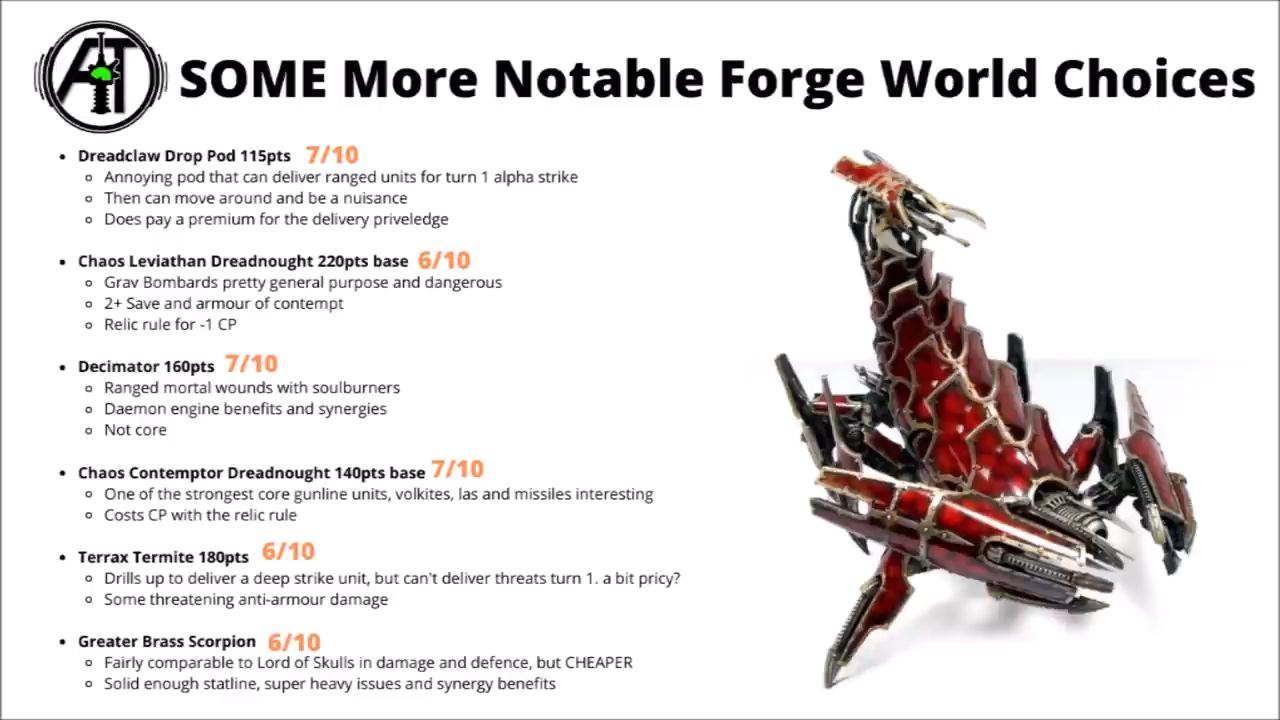 AT
SOME More Notable Forge World Choices
• Dreadclaw Drop Pod 115pts 7/10
Annoying pod that can deliver ranged units for turn 1 alpha strike
Then can move around and be a nuisance
Does pay a premium for the delivery priveledge
• Chaos Leviathan Dreadnought 220pts base 6/10
Grav Bombards pretty general purpose and dangerous
2+ Save and armour of contempt
Relic rule for -1 CP
• Decimator 160pts 7/10
Ranged mortal wounds with soulburners
Daemon engine benefits and synergies
Not core
• Chaos Contemptor Dreadnought 140pts base 7/10
One of the strongest core gunline units, volkites, las and missiles interesting
Costs CP with the relic rule
• Terrax Termite 180pts 6/10
Drills up to deliver a deep strike unit, but can't deliver threats turn 1. a bit pricy?
Some threatening anti-armour damage
• Greater Brass Scorpion 6/10
Fairly comparable to Lord of Skulls in damage and defence, but CHEAPER
Solid enough statline, super heavy issues and synergy benefits